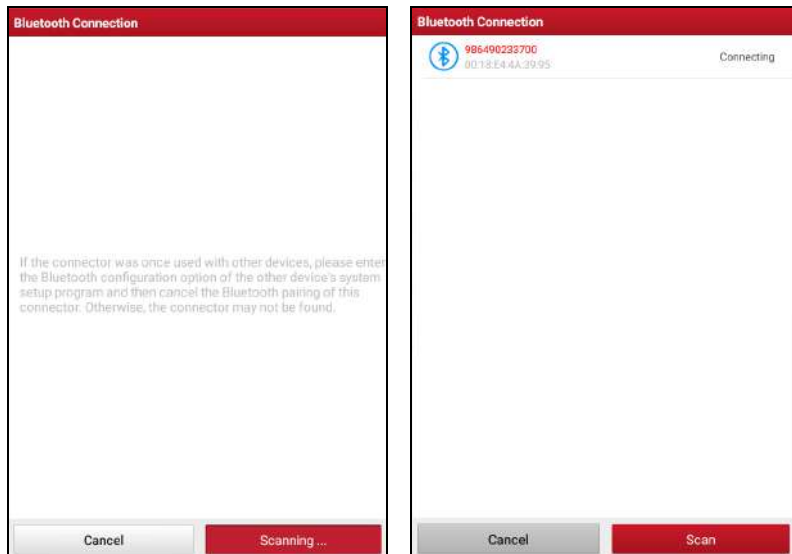 Bluetooth Connection
If the connector was once used with other devices, please enter
the Bluetooth configuration option of the other device's system
setup program and then cancel the Bluetooth pairing of this
connector. Otherwise, the connector may not be found.
Cancel
Scanning ...
Bluetooth Connection
986490233700
00:18:E4:4A:39:95
Connecting
Cancel
Scan